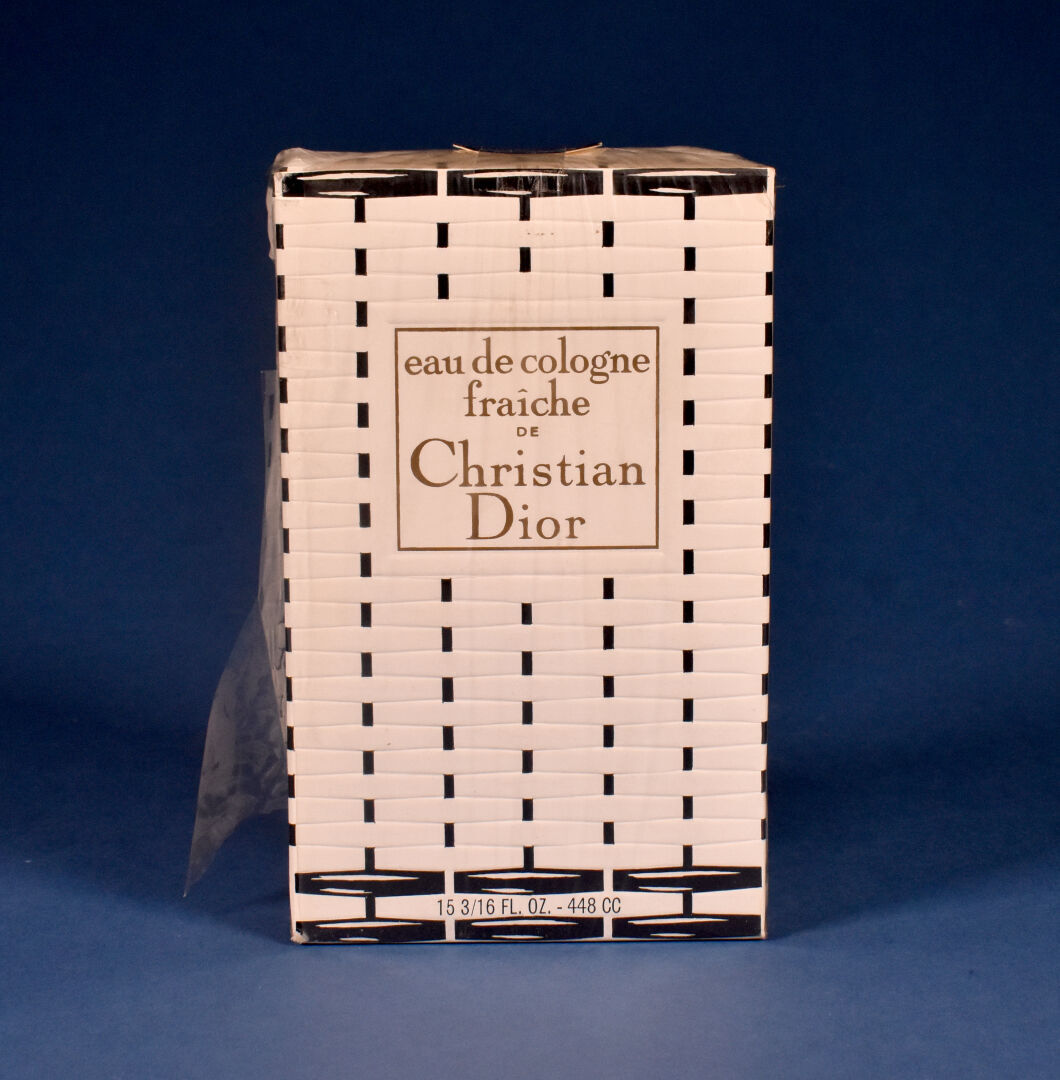 eau de cologne
fraîche
DE
Christian
Dior
15 3/16 FL. OZ. - 448 CC